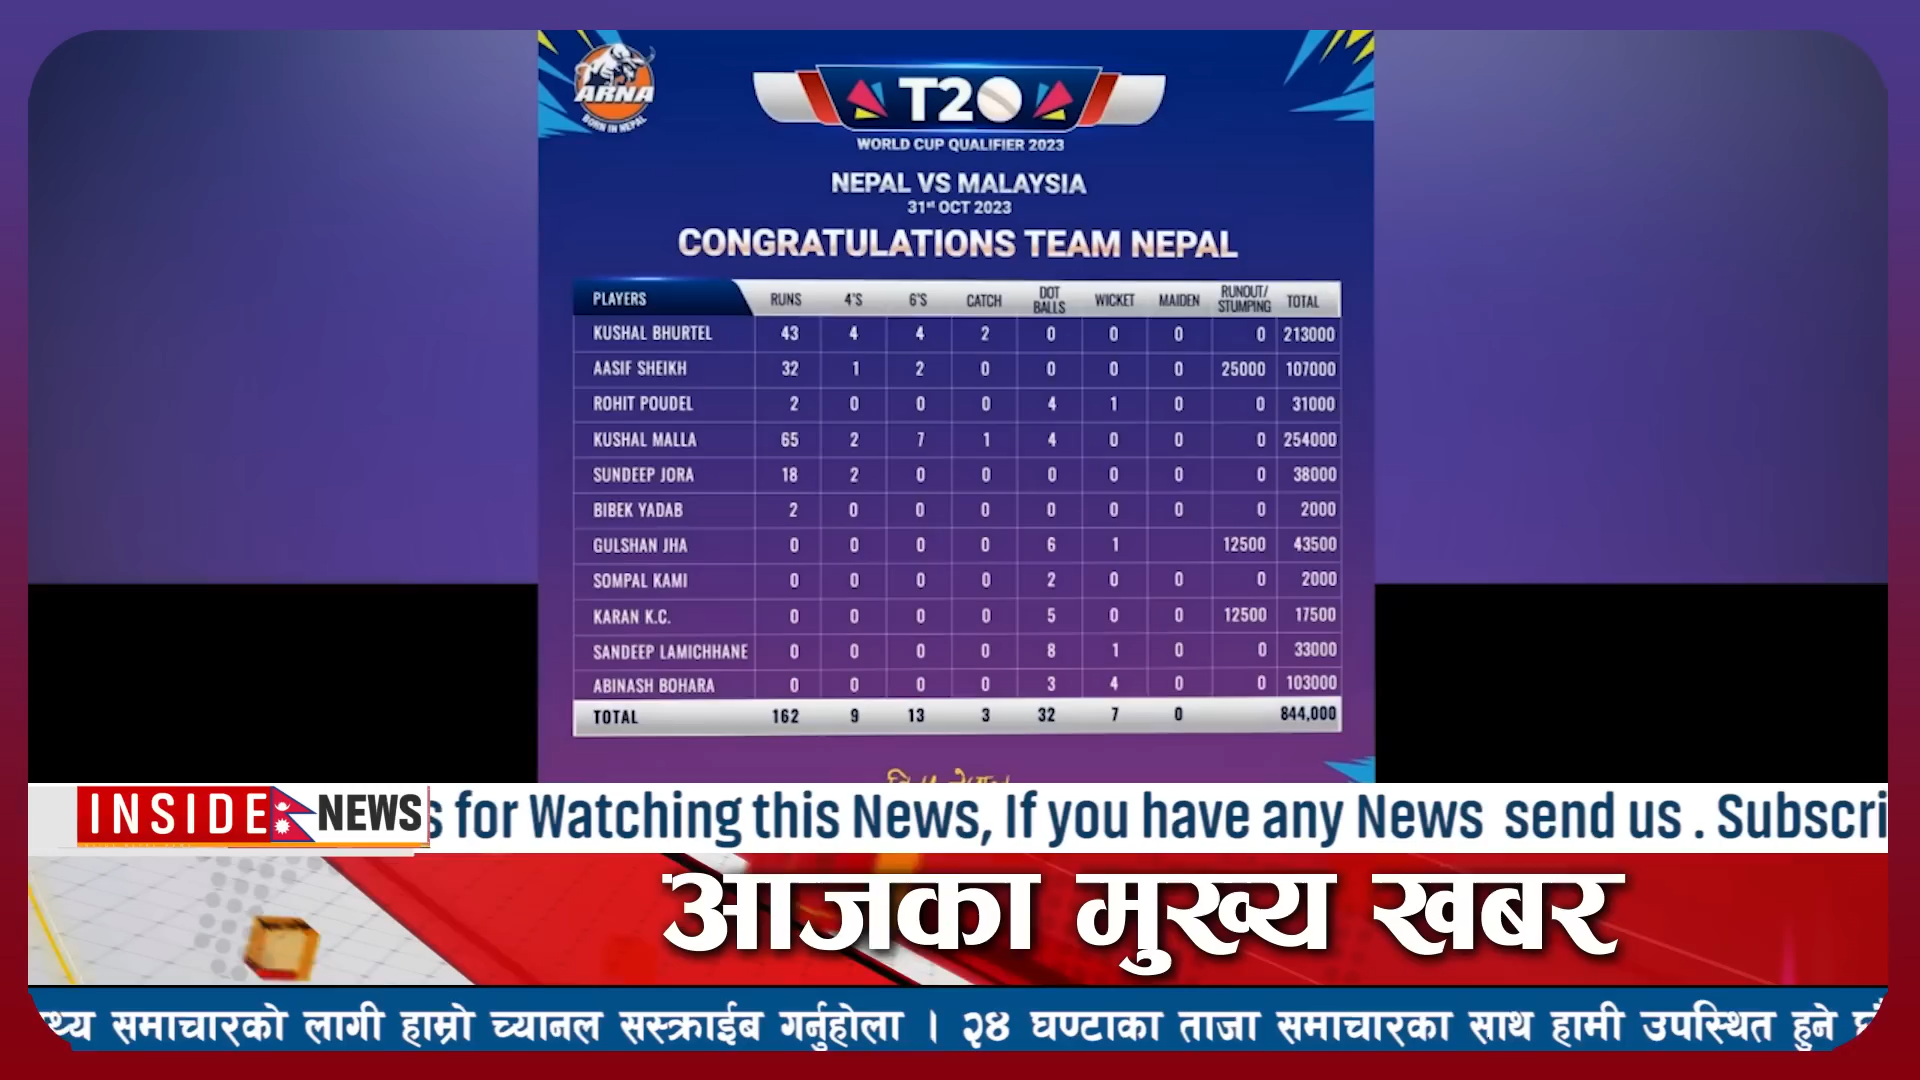 ARNA
BORN IN NEPAL
T20
WORLD CUP QUALIFIER 2023
NEPAL VS MALAYSIA
31st OCT 2023
CONGRATULATIONS TEAM NEPAL
PLAYERS RUNS 4'S 6'S CATCH DOT BALLS WICKET MAIDEN RUNOUT/ STUMPING TOTAL
KUSHAL BHURTEL 43 4 4 2 0 0 0 0 213000
AASIF SHEIKH 32 1 2 0 0 0 0 25000 107000
ROHIT POUDEL 2 0 0 0 4 1 0 0 31000
KUSHAL MALLA 65 2 7 1 4 0 0 0 254000
SUNDEEP JORA 18 2 0 0 0 0 0 0 38000
BIBEK YADAB 2 0 0 0 0 0 0 0 2000
GULSHAN JHA 0 0 0 0 6 1 12500 43500
SOMPAL KAMI 0 0 0 0 2 0 0 0 2000
KARAN K.C. 0 0 0 0 5 0 0 12500 17500
SANDEEP LAMICHHANE 0 0 0 0 8 1 0 0 33000
ABINASH BOHARA 0 0 0 0 3 4 0 0 103000
TOTAL 162 9 13 3 32 7 0 844,000
INSIDE NEWS
s for Watching this News, If you have any News send us . Subscri
आजका मुख्य खबर
थ्य समाचारको लागी हाम्रो च्यानल सस्क्राईब गर्नुहोला । २४ घण्टाका ताजा समाचारका साथ हामी उपस्थित हुने